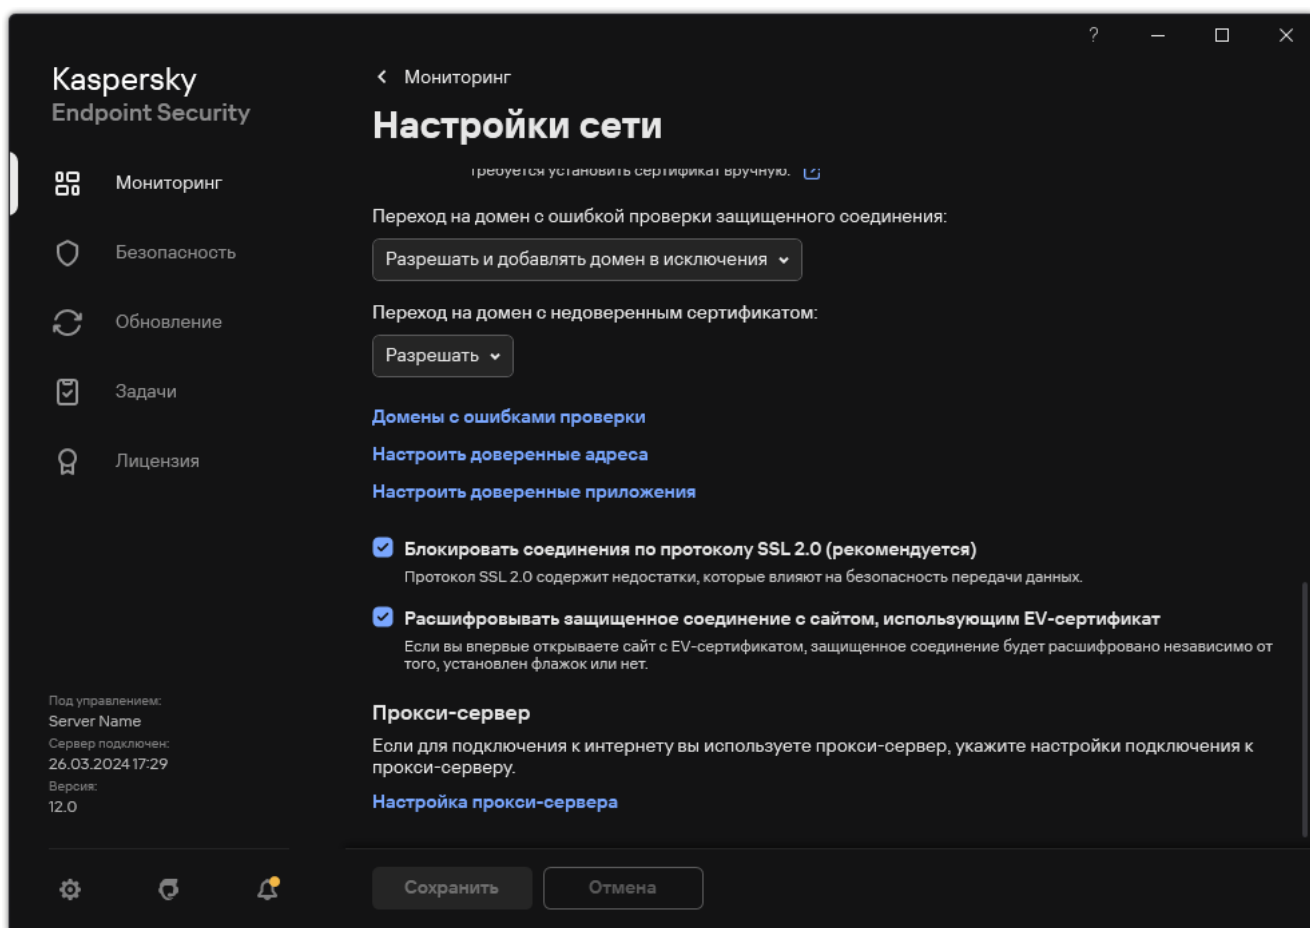 ?
Kaspersky
Endpoint Security
Мониторинг
Безопасность
Обновление
Задачи
Лицензия
Под управлением:
Server Name
Сервер подключен:
26.03.2024 17:29
Версия:
12.0
Мониторинг
Настройки сети
Требуется установить сертификат вручную.
Переход на домен с ошибкой проверки защищенного соединения:
Разрешать и добавлять домен в исключения
Переход на домен с недоверенным сертификатом:
Разрешать
Домены с ошибками проверки
Настроить доверенные адреса
Настроить доверенные приложения
Блокировать соединения по протоколу SSL 2.0 (рекомендуется)
Протокол SSL 2.0 содержит недостатки, которые влияют на безопасность передачи данных.
Расшифровывать защищенное соединение с сайтом, использующим EV-сертификат
Если вы впервые открываете сайт с EV-сертификатом, защищенное соединение будет расшифровано независимо от
того, установлен флажок или нет.
Прокси-сервер
Если для подключения к интернету вы используете прокси-сервер, укажите настройки подключения к
прокси-серверу.
Настройка прокси-сервера
Сохранить
Отмена